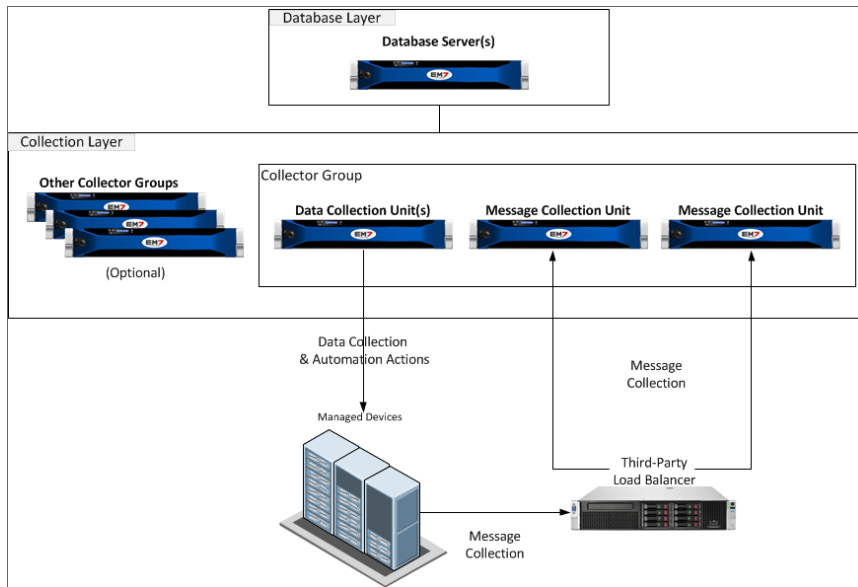 Database Layer
Database Server(s)
EM7
Collection Layer
Other Collector Groups
EM7
EM7
EM7
(Optional)
Collector Group
Data Collection Unit(s)
EM7
Message Collection Unit
EM7
Message Collection Unit
EM7
Data Collection
& Automation Actions
Message
Collection
Managed Devices
Third-Party
Load Balancer
Message
Collection